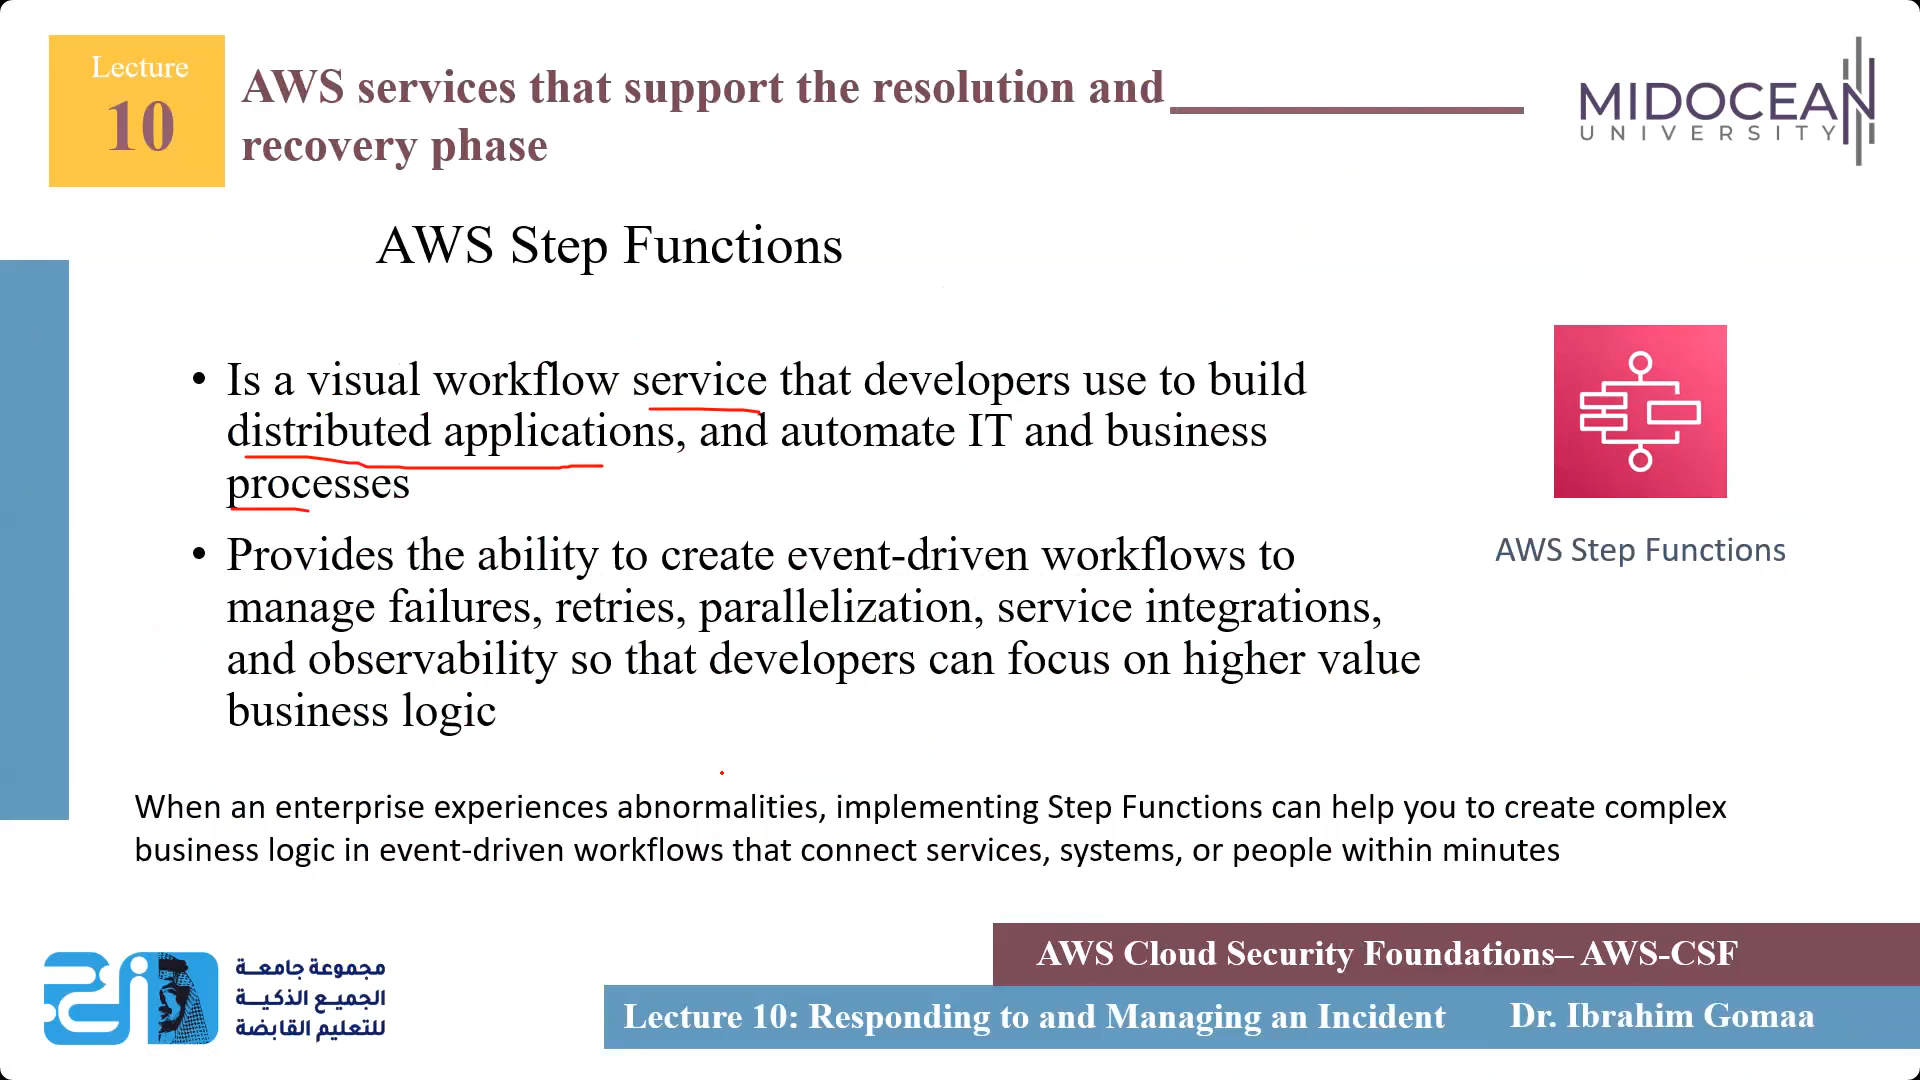 Lecture
10
AWS services that support the resolution and
recovery phase
MIDOCEAN
UNIVERSITY
AWS Step Functions
• Is a visual workflow service that developers use to build
distributed applications, and automate IT and business
processes
• Provides the ability to create event-driven workflows to
manage failures, retries, parallelization, service integrations,
and observability so that developers can focus on higher value
business logic
AWS Step Functions
When an enterprise experiences abnormalities, implementing Step Functions can help you to create complex
business logic in event-driven workflows that connect services, systems, or people within minutes
مجموعة جامعة
الجميع الذكية
للتعليم القابضة
AWS Cloud Security Foundations– AWS-CSF
Lecture 10: Responding to and Managing an Incident Dr. Ibrahim Gomaa